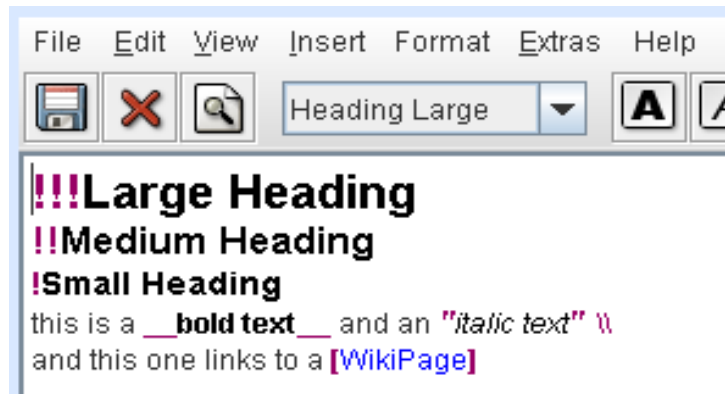 File Edit View Insert Format Extras Help
Heading Large A
!!!Large Heading
!!Medium Heading
!Small Heading
this is a __bold text__ and an "italic text" \\
and this one links to a [WikiPage]